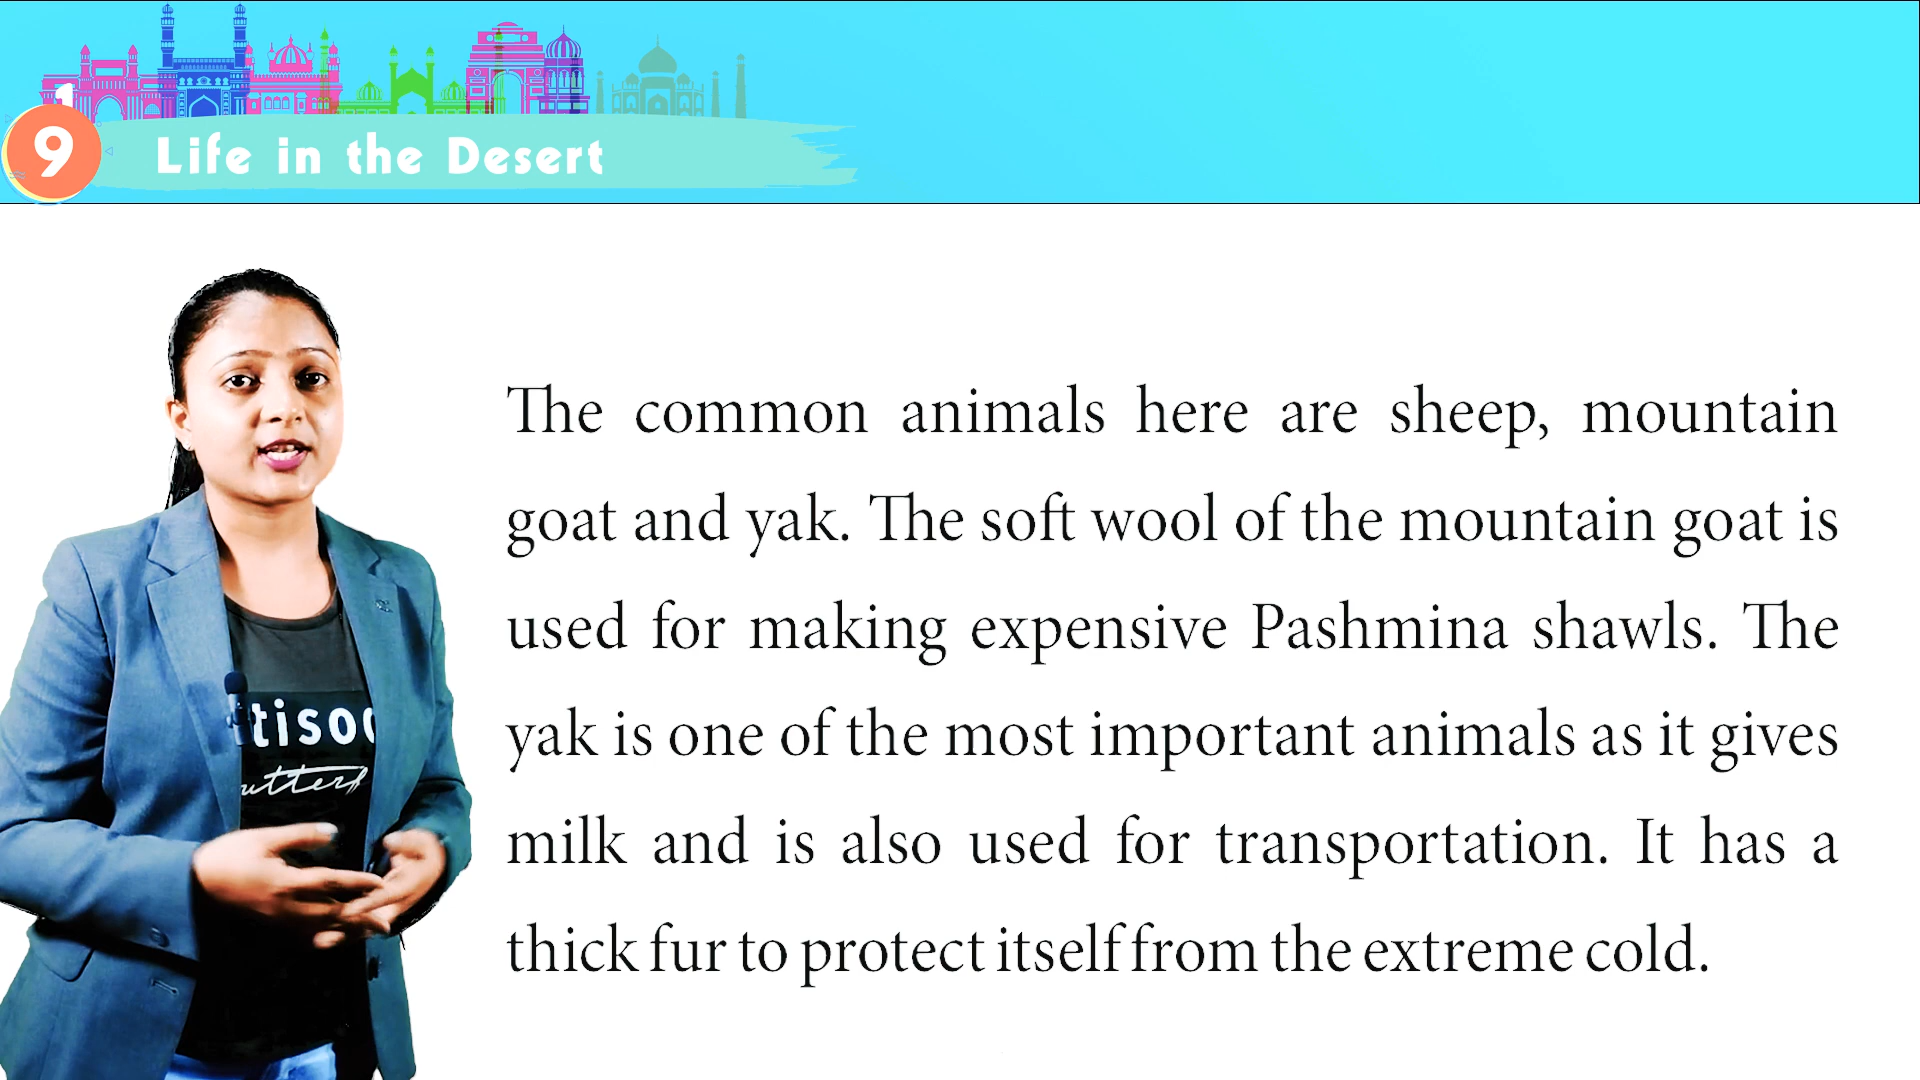 9
Life in the Desert
The common animals here are sheep, mountain
goat and yak. The soft wool of the mountain goat is
used for making expensive Pashmina shawls. The
yak is one of the most important animals as it gives
milk and is also used for transportation. It has a
thick fur to protect itself from the extreme cold.